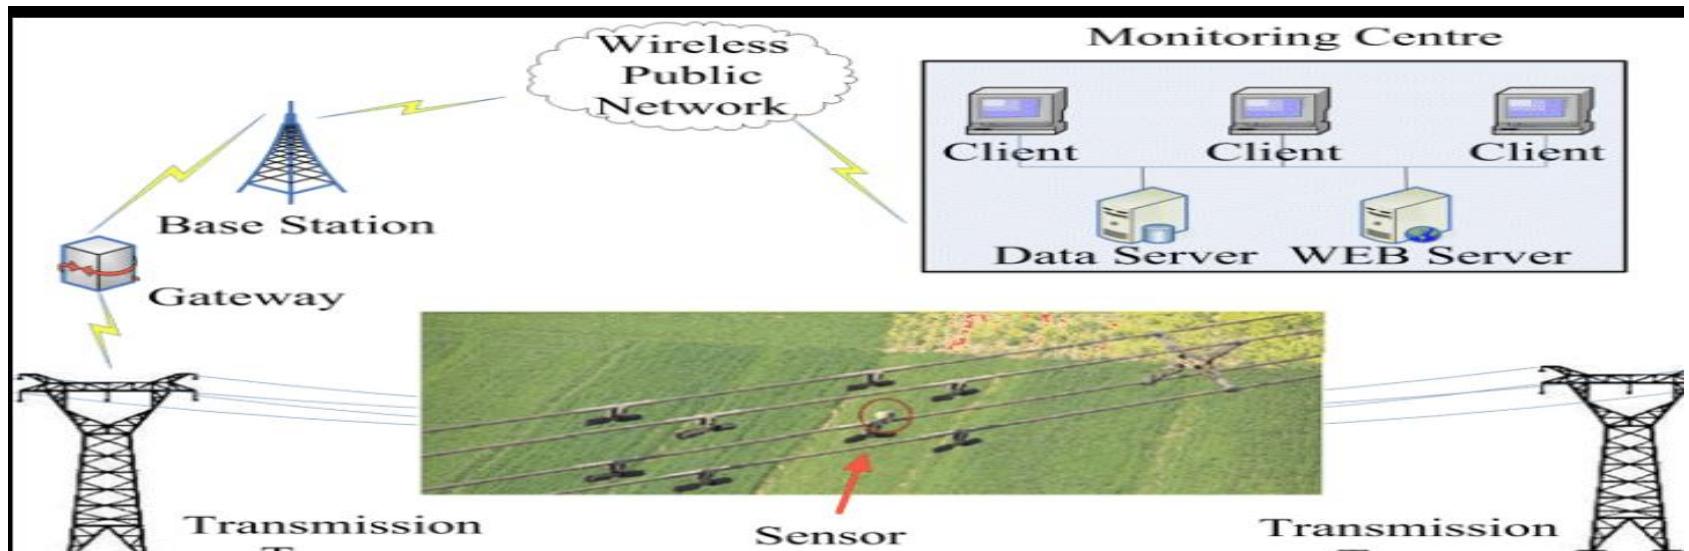 Wireless
Public
Network
Monitoring Centre
Client
Client
Client
Base Station
Data Server
WEB Server
Gateway
Transmission
Sensor
Transmission